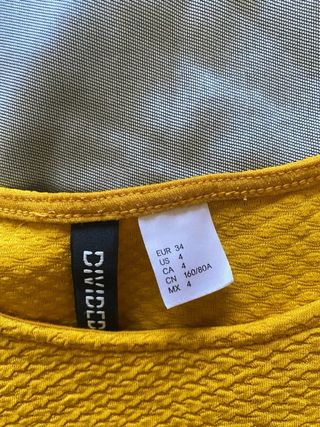 DIVIDED
EUR 34
US 4
CA 4
CN 160/80A
MX 4